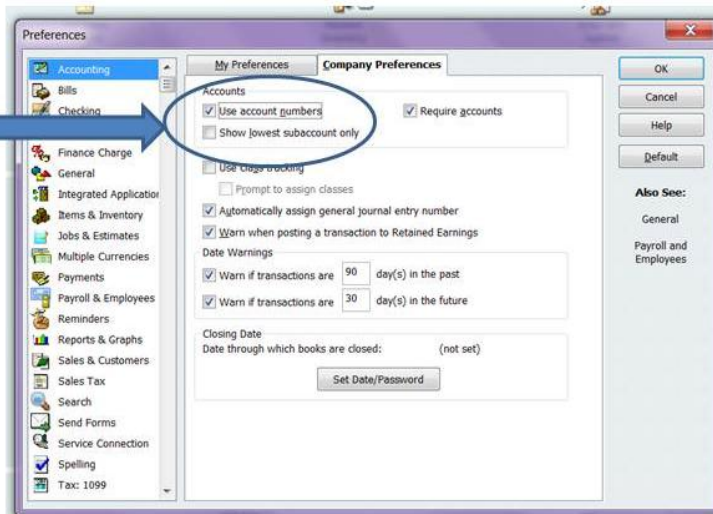 Preferences
Accounting
Bills
Checking
Finance Charge
General
Integrated Application
Items & Inventory
Jobs & Estimates
Multiple Currencies
Payments
Payroll & Employees
Reminders
Reports & Graphs
Sales & Customers
Sales Tax
Search
Send Forms
Service Connection
Spelling
Tax: 1099
My Preferences Company Preferences
Accounts
Use account numbers Require accounts
Show lowest subaccount only
Use class tracking
Prompt to assign classes
Automatically assign general journal entry number
Warn when posting a transaction to Retained Earnings
Date Warnings
Warn if transactions are 90 day(s) in the past
Warn if transactions are 30 day(s) in the future
Closing Date
Date through which books are closed: (not set)
Set Date/Password
OK
Cancel
Help
Default
Also See:
General
Payroll and
Employees